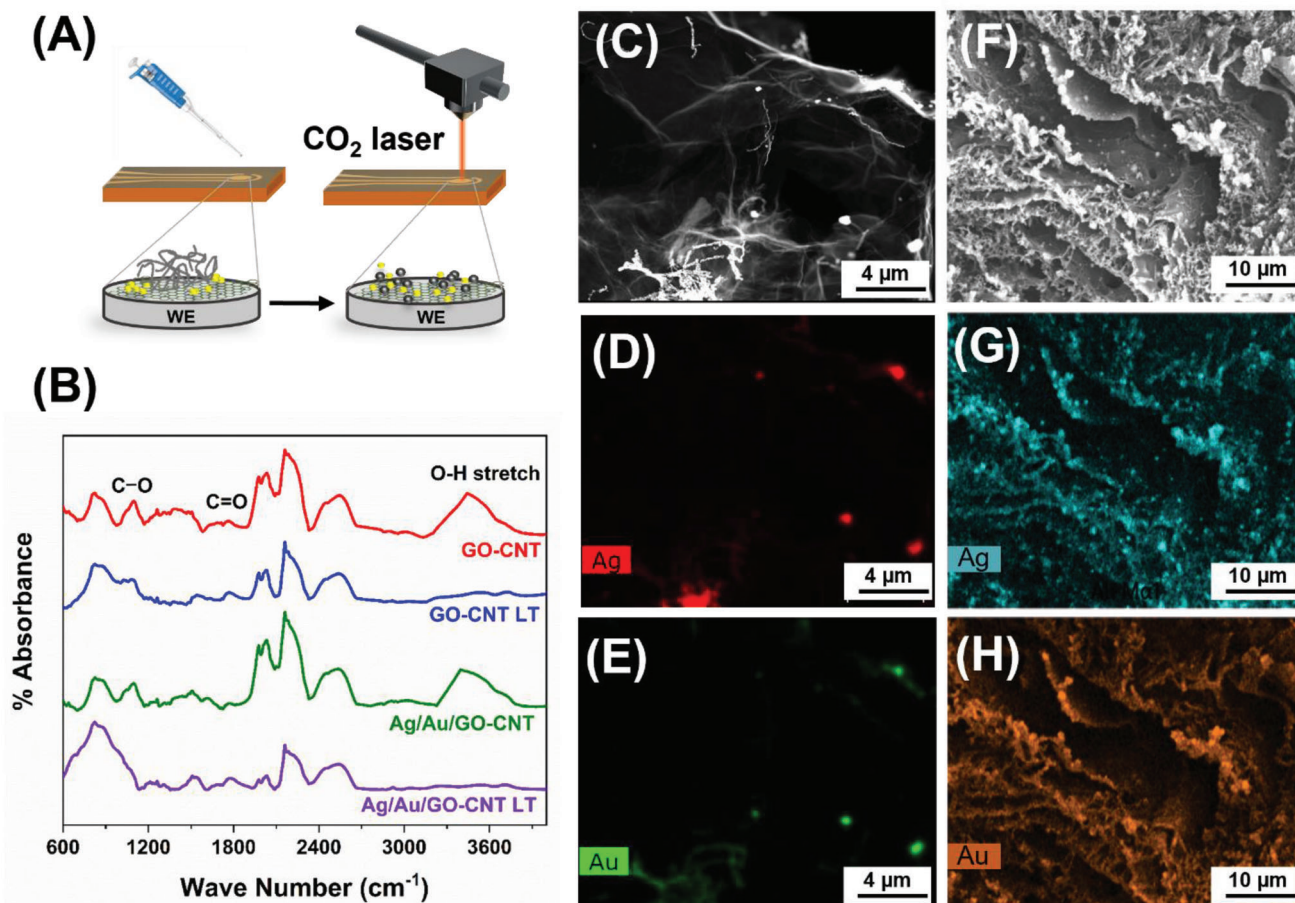 (A)
CO₂ laser
WE
WE
(B)
C−O
C=O
O-H stretch
GO-CNT
GO-CNT LT
Ag/Au/GO-CNT
Ag/Au/GO-CNT LT
% Absorbance
600 1200 1800 2400 3000 3600
Wave Number (cm⁻¹)
(C)
4 µm
(D)
Ag
4 µm
(E)
Au
4 µm
(F)
10 µm
(G)
Ag
10 µm
(H)
Au
10 µm